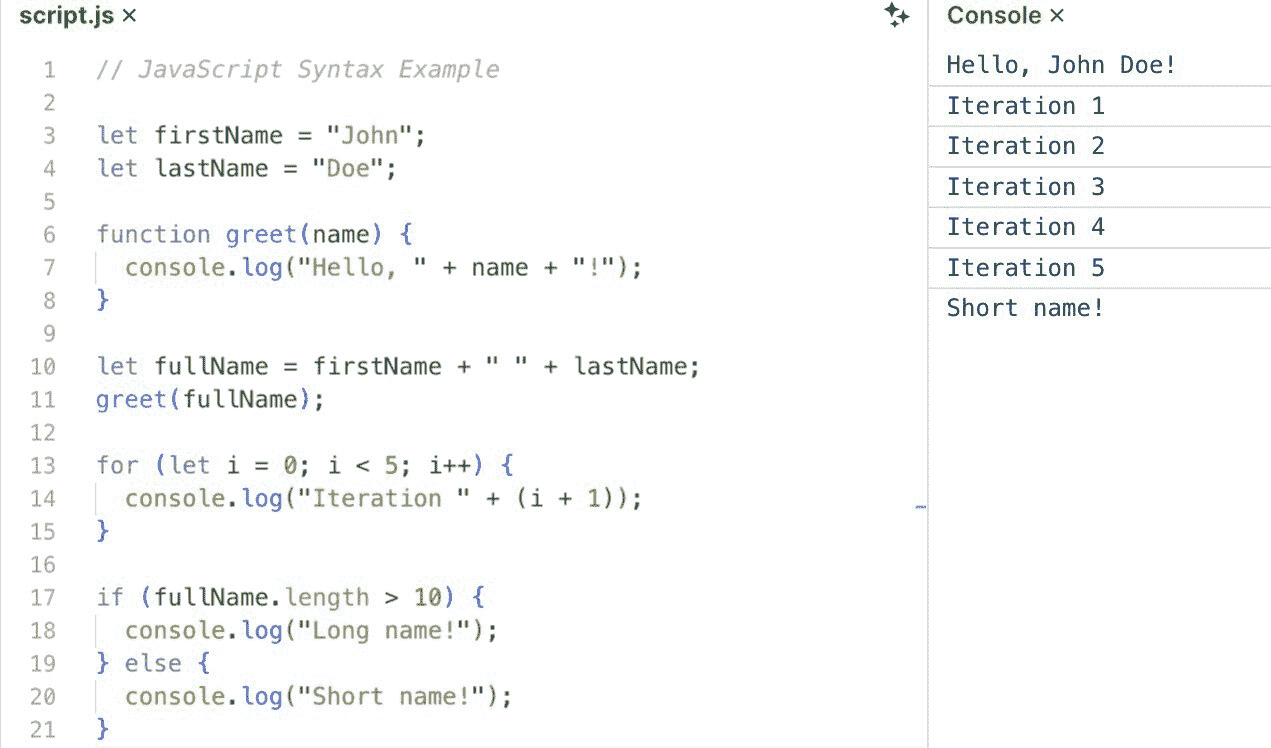 script.js ×
1 // JavaScript Syntax Example
2
3 let firstName = "John";
4 let lastName = "Doe";
5
6 function greet(name) {
7   console.log("Hello, " + name + "!");
8 }
9
10 let fullName = firstName + " " + lastName;
11 greet(fullName);
12
13 for (let i = 0; i < 5; i++) {
14   console.log("Iteration " + (i + 1));
15 }
16
17 if (fullName.length > 10) {
18   console.log("Long name!");
19 } else {
20   console.log("Short name!");
21 }
Console ×
Hello, John Doe!
Iteration 1
Iteration 2
Iteration 3
Iteration 4
Iteration 5
Short name!